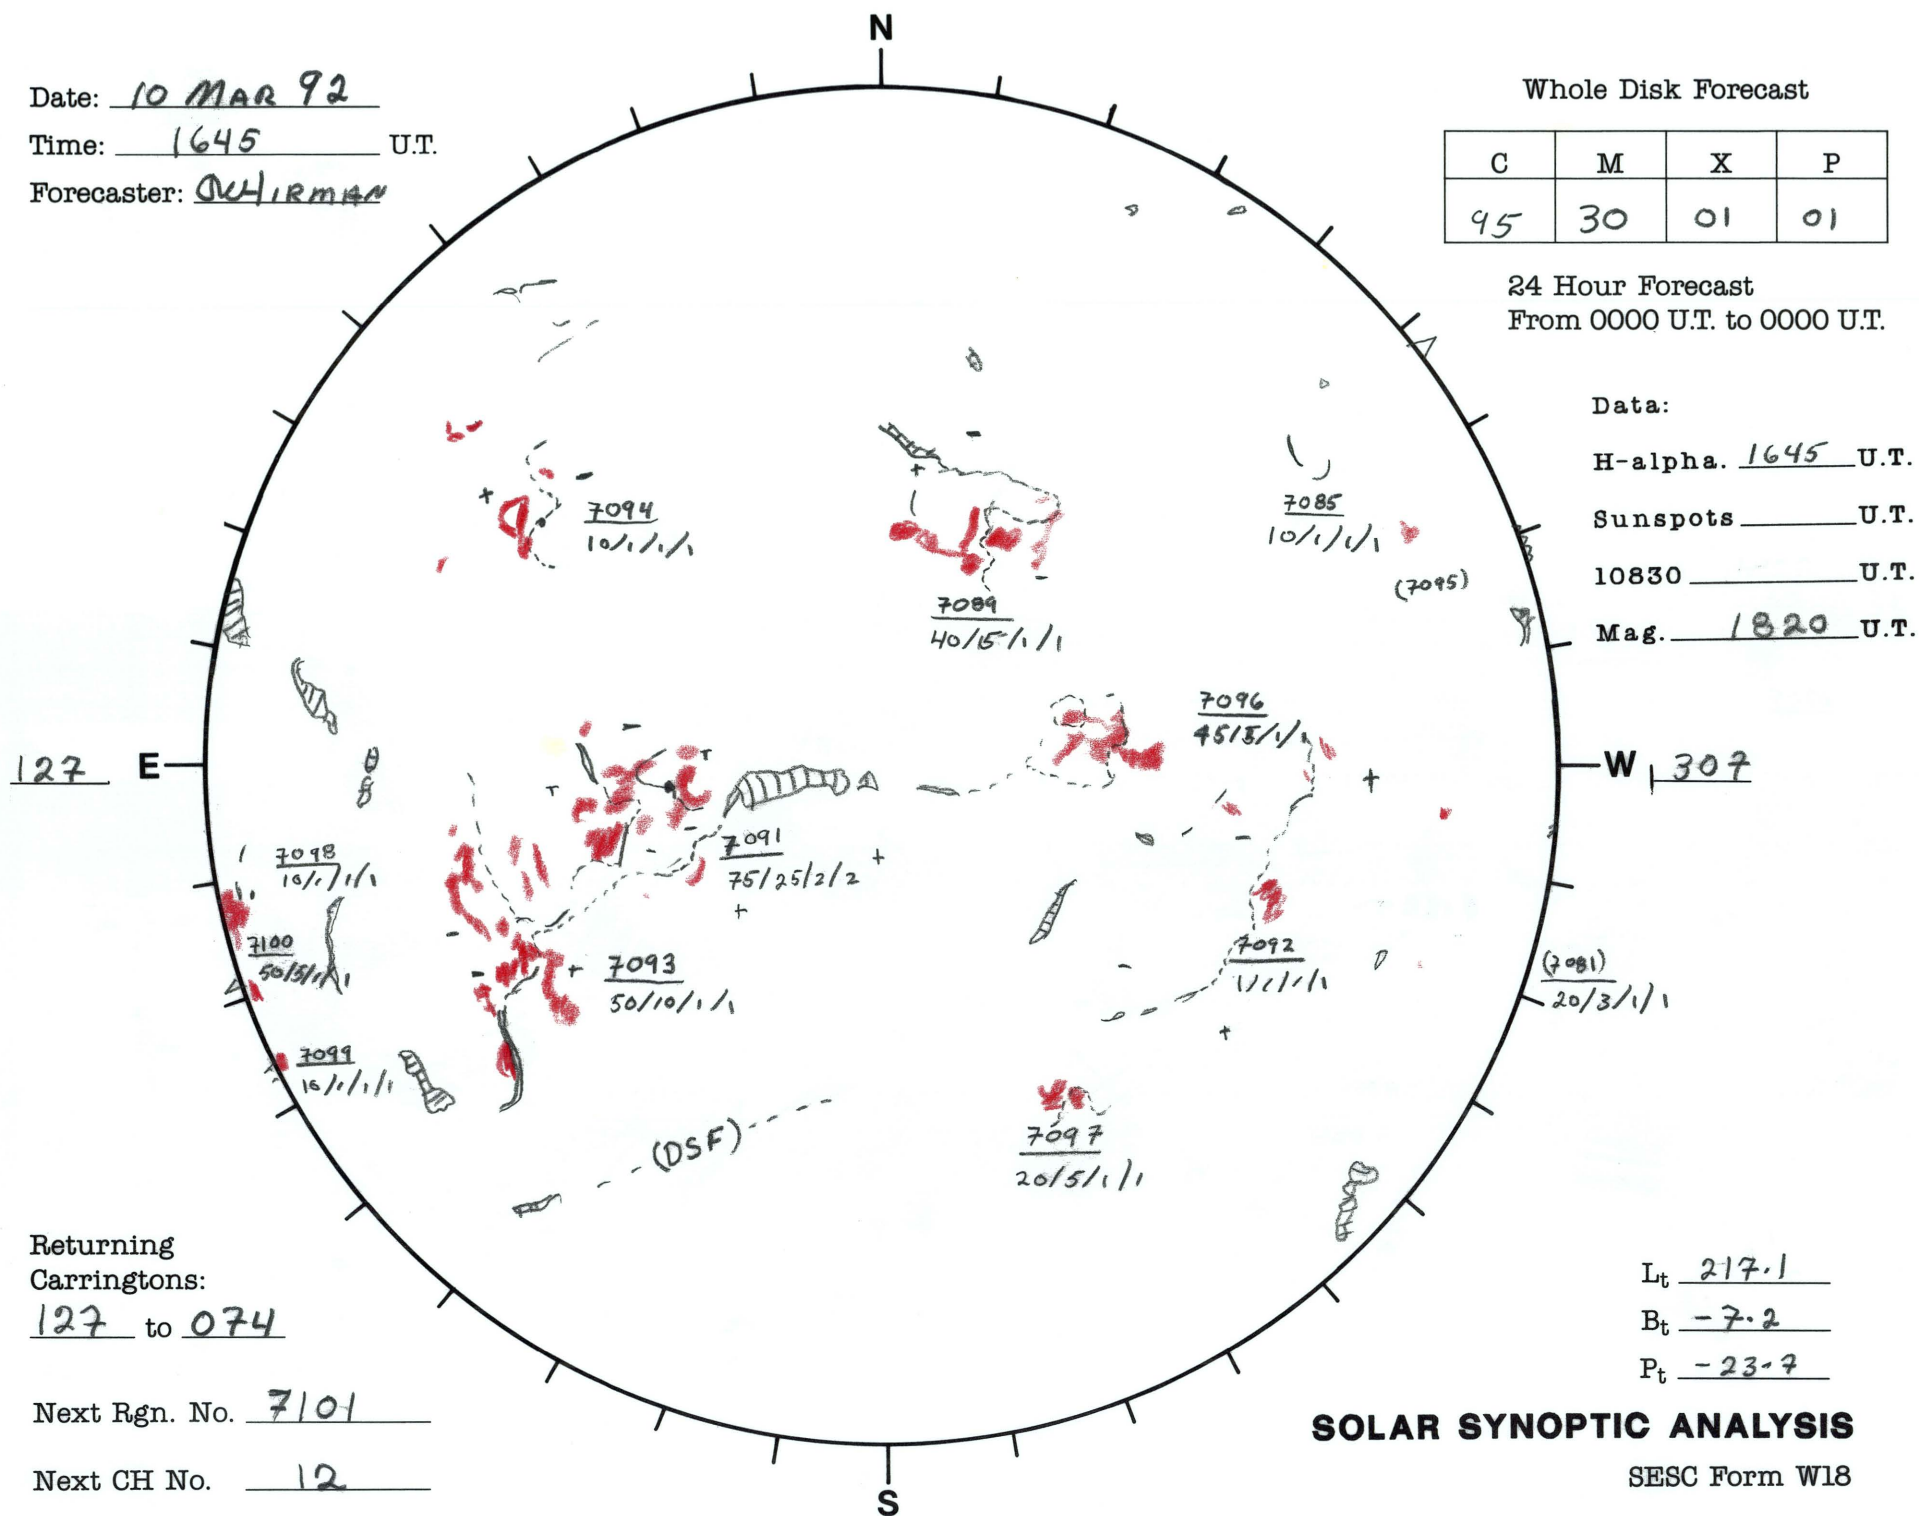 N
Date: 10 MAR 92
Time: 1645 U.T.
Forecaster:
Whole Disk Forecast
C M X P
95 30 01 01
24 Hour Forecast
From 0000 U.T. to 0000 U.T.
Data:
H-alpha. 1645 U.T.
Sunspots U.T.
10830 U.T.
Mag. 1820 U.T.
7094
10/1/1/1
7089
40/15/1/1
7085
10/1/1/1
(7095)
7096
45/5/1/1
127 E
W 307
7091
75/25/2/2
7098
10/1/1/1
7100
50/5/1/1
7093
50/10/1/1
7092
1/1/1/1
(7081)
20/3/1/1
7099
10/1/1/1
(DSF)
7097
20/5/1/1
Returning
Carringtons:
127 to 074
Next Rgn. No. 7101
Next CH No. 12
Lt 217.1
Bt -7.2
Pt -23.7
SOLAR SYNOPTIC ANALYSIS
SESC Form W18
S